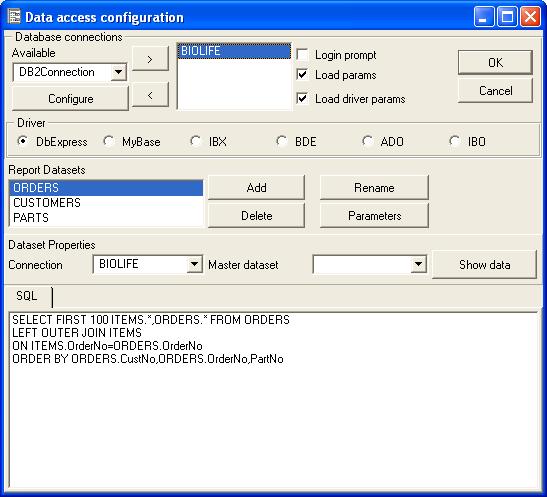 Data access configuration
Database connections
Available
DB2Connection
>
<
Configure
BIOLIFE
Login prompt
Load params
Load driver params
OK
Cancel
Driver
DbExpress MyBase IBX BDE ADO IBO
Report Datasets
ORDERS
CUSTOMERS
PARTS
Add
Rename
Delete
Parameters
Dataset Properties
Connection BIOLIFE Master dataset Show data
SQL
SELECT FIRST 100 ITEMS.*,ORDERS.* FROM ORDERS
LEFT OUTER JOIN ITEMS
ON ITEMS.OrderNo=ORDERS.OrderNo
ORDER BY ORDERS.CustNo,ORDERS.OrderNo,PartNo